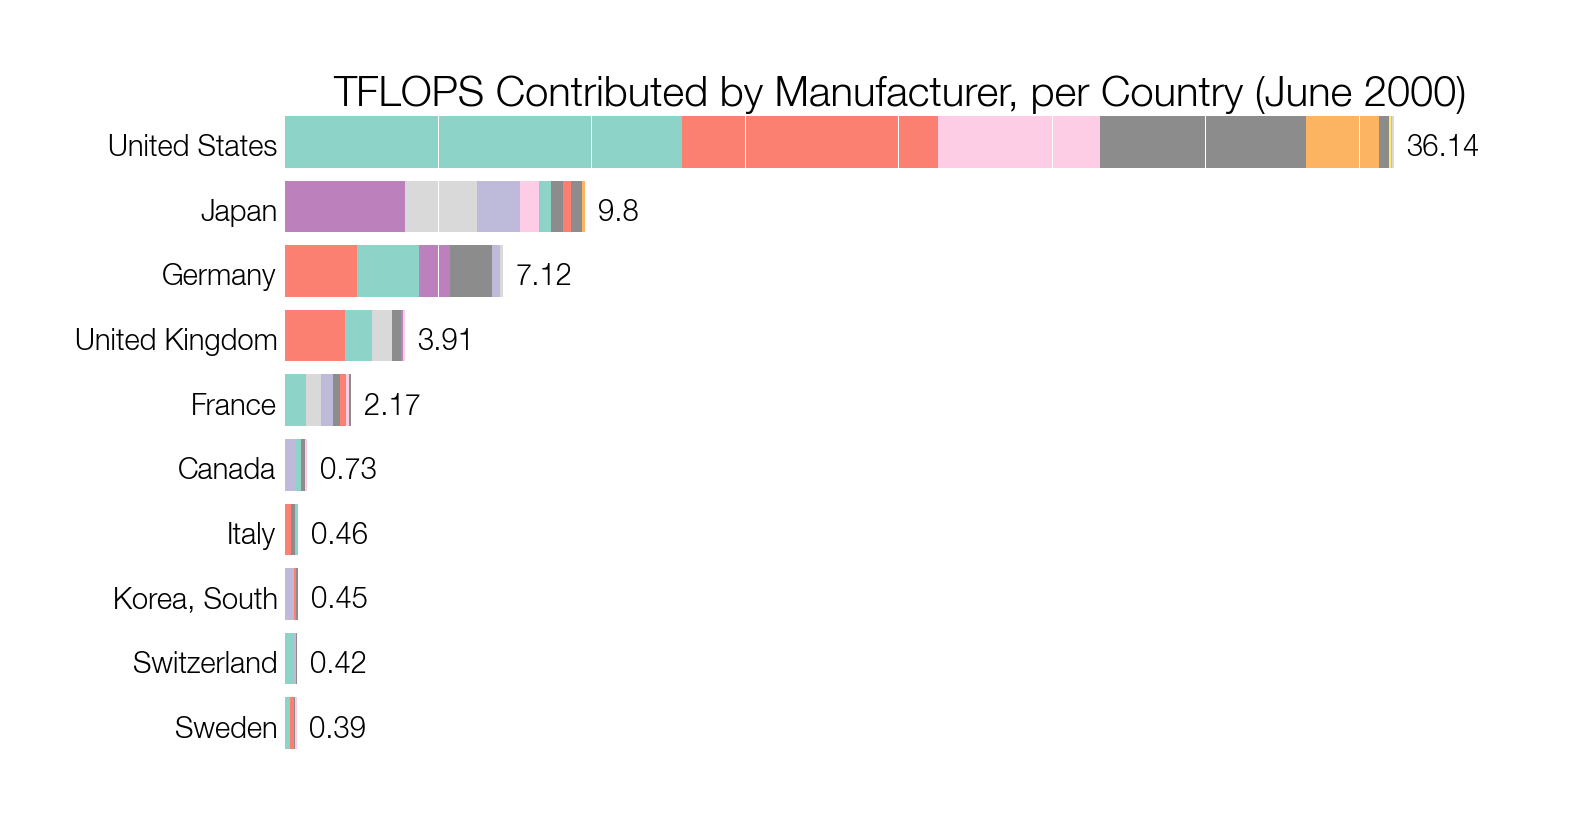 TFLOPS Contributed by Manufacturer, per Country (June 2000)
United States 36.14
Japan 9.8
Germany 7.12
United Kingdom 3.91
France 2.17
Canada 0.73
Italy 0.46
Korea, South 0.45
Switzerland 0.42
Sweden 0.39